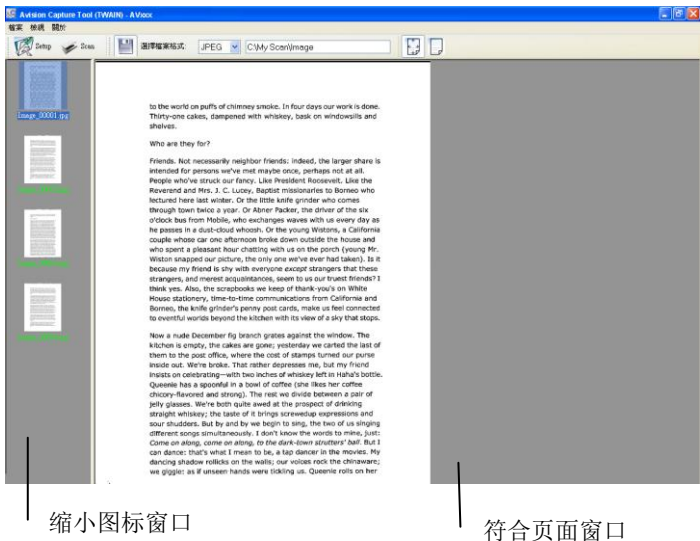 Avision Capture Tool (TWAIN) - AVxxx
檔案 檢視 關於
Setup Scan 選擇檔案格式: JPEG C:\My Scan\Image
Image_00001.jpg
to the world on puffs of chimney smoke. In four days our work is done.
Thirty-one cakes, dampened with whiskey, bask on windowsills and
shelves.
Who are they for?
Friends. Not necessarily neighbor friends: indeed, the larger share is
intended for persons we've met maybe once, perhaps not at all.
People who've struck our fancy. Like President Roosevelt. Like the
Reverend and Mrs. J. C. Lucey, Baptist missionaries to Borneo who
lectured here last winter. Or the little knife grinder who comes
through town twice a year. Or Abner Packer, the driver of the six
o'clock bus from Mobile, who exchanges waves with us every day as
he passes in a dust-cloud whoosh. Or the young Wistons, a California
couple whose car one afternoon broke down outside the house and
who spent a pleasant hour chatting with us on the porch (young Mr.
Wiston snapped our picture, the only one we've ever had taken). Is it
because my friend is shy with everyone except strangers that these
strangers, and merest acquaintances, seem to us our truest friends? I
think yes. Also, the scrapbooks we keep of thank-you's on White
House stationery, time-to-time communications from California and
Borneo, the knife grinder's penny post cards, make us feel connected
to eventful worlds beyond the kitchen with its view of a sky that stops.
Now a nude December fig branch grates against the window. The
kitchen is empty, the cakes are gone; yesterday we carted the last of
them to the post office, where the cost of stamps turned our purse
inside out. We're broke. That rather depresses me, but my friend
insists on celebrating—with two inches of whiskey left in Haha's bottle.
Queenie has a spoonful in a bowl of coffee (she likes her coffee
chicory-flavored and strong). The rest we divide between a pair of
jelly glasses. We're both quite awed at the prospect of drinking
straight whiskey; the taste of it brings screwedup expressions and
sour shudders. But by and by we begin to sing, the two of us singing
different songs simultaneously. I don't know the words to mine, just:
Come on along, come on along, to the dark-town strutters' ball. But I
can dance: that's what I mean to be, a tap dancer in the movies. My
dancing shadow rollicks on the walls; our voices rock the chinaware;
we giggle: as if unseen hands were tickling us. Queenie rolls on her
缩小图标窗口
符合页面窗口